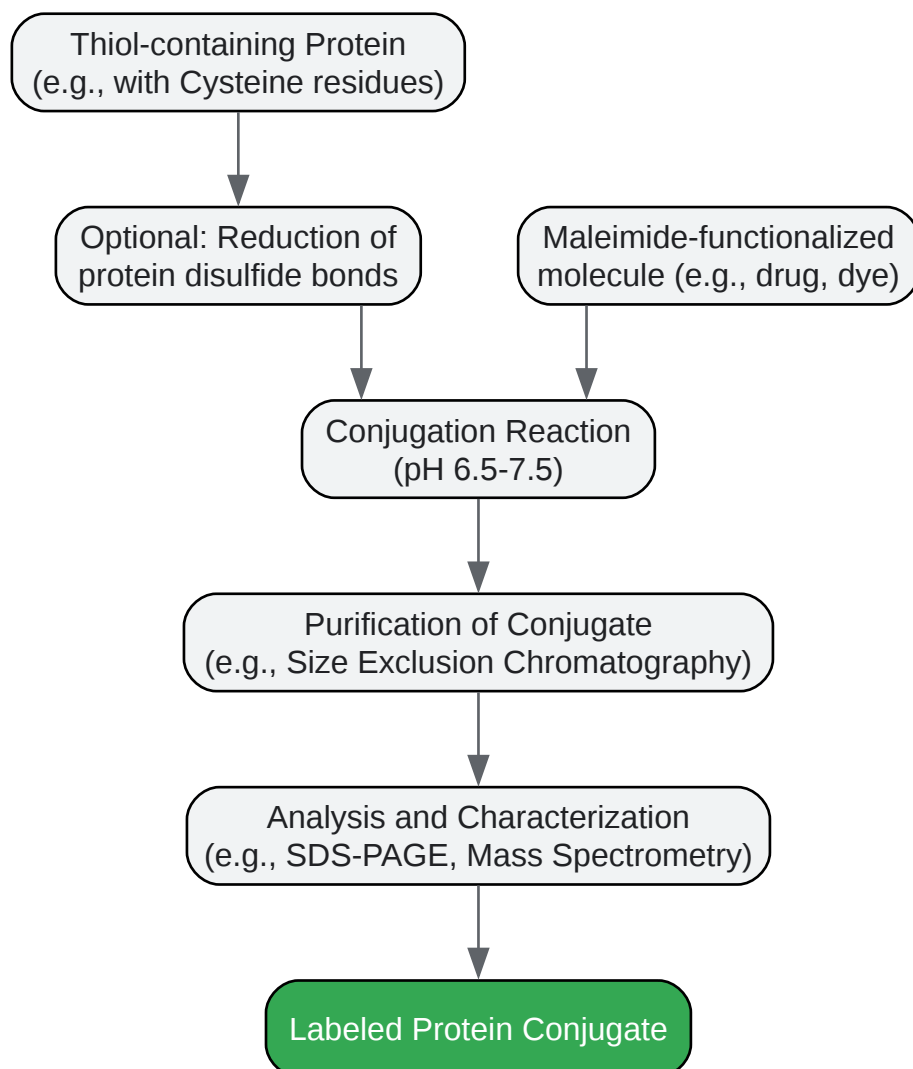 Thiol-containing Protein
(e.g., with Cysteine residues)
Optional: Reduction of
protein disulfide bonds
Maleimide-functionalized
molecule (e.g., drug, dye)
Conjugation Reaction
(pH 6.5-7.5)
Purification of Conjugate
(e.g., Size Exclusion Chromatography)
Analysis and Characterization
(e.g., SDS-PAGE, Mass Spectrometry)
Labeled Protein Conjugate